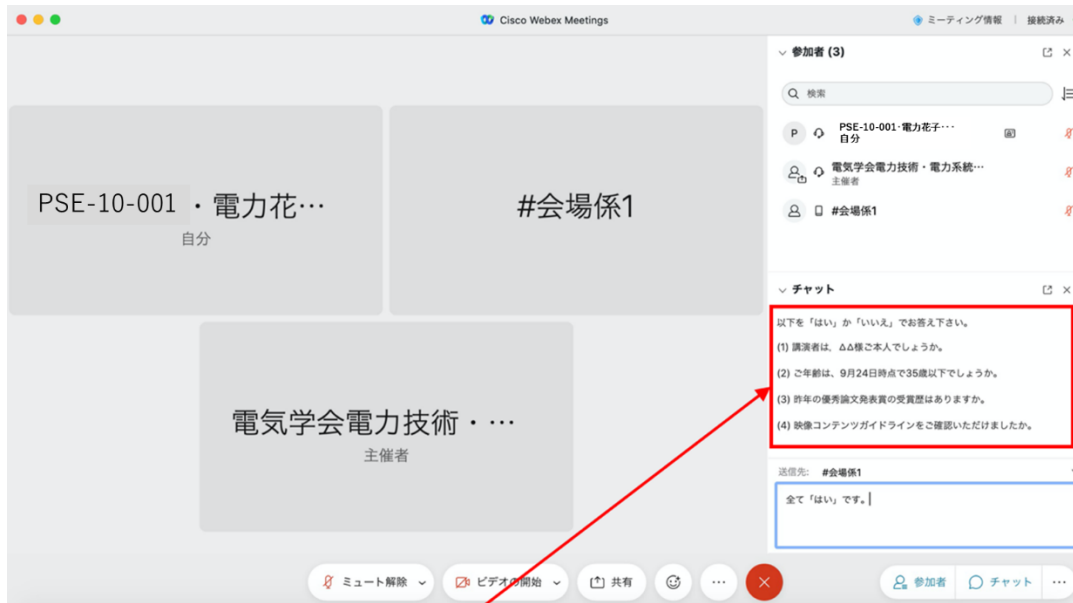 Cisco Webex Meetings
ミーティング情報
接続済み
参加者 (3)
検索
P
PSE-10-001・電力花子・・・
自分
電気学会電力技術・電力系統…
主催者
#会場係1
PSE-10-001・電力花…
自分
#会場係1
電気学会電力技術・…
主催者
チャット
以下を「はい」か「いいえ」でお答え下さい。
(1) 講演者は、△△様ご本人でしょうか。
(2) ご年齢は、9月24日時点で35歳以下でしょうか。
(3) 昨年の優秀論文発表賞の受賞歴はありますか。
(4) 映像コンテンツガイドラインをご確認いただけましたか。
送信先: #会場係1
全て「はい」です。
ミュート解除
ビデオの開始
共有
参加者
チャット